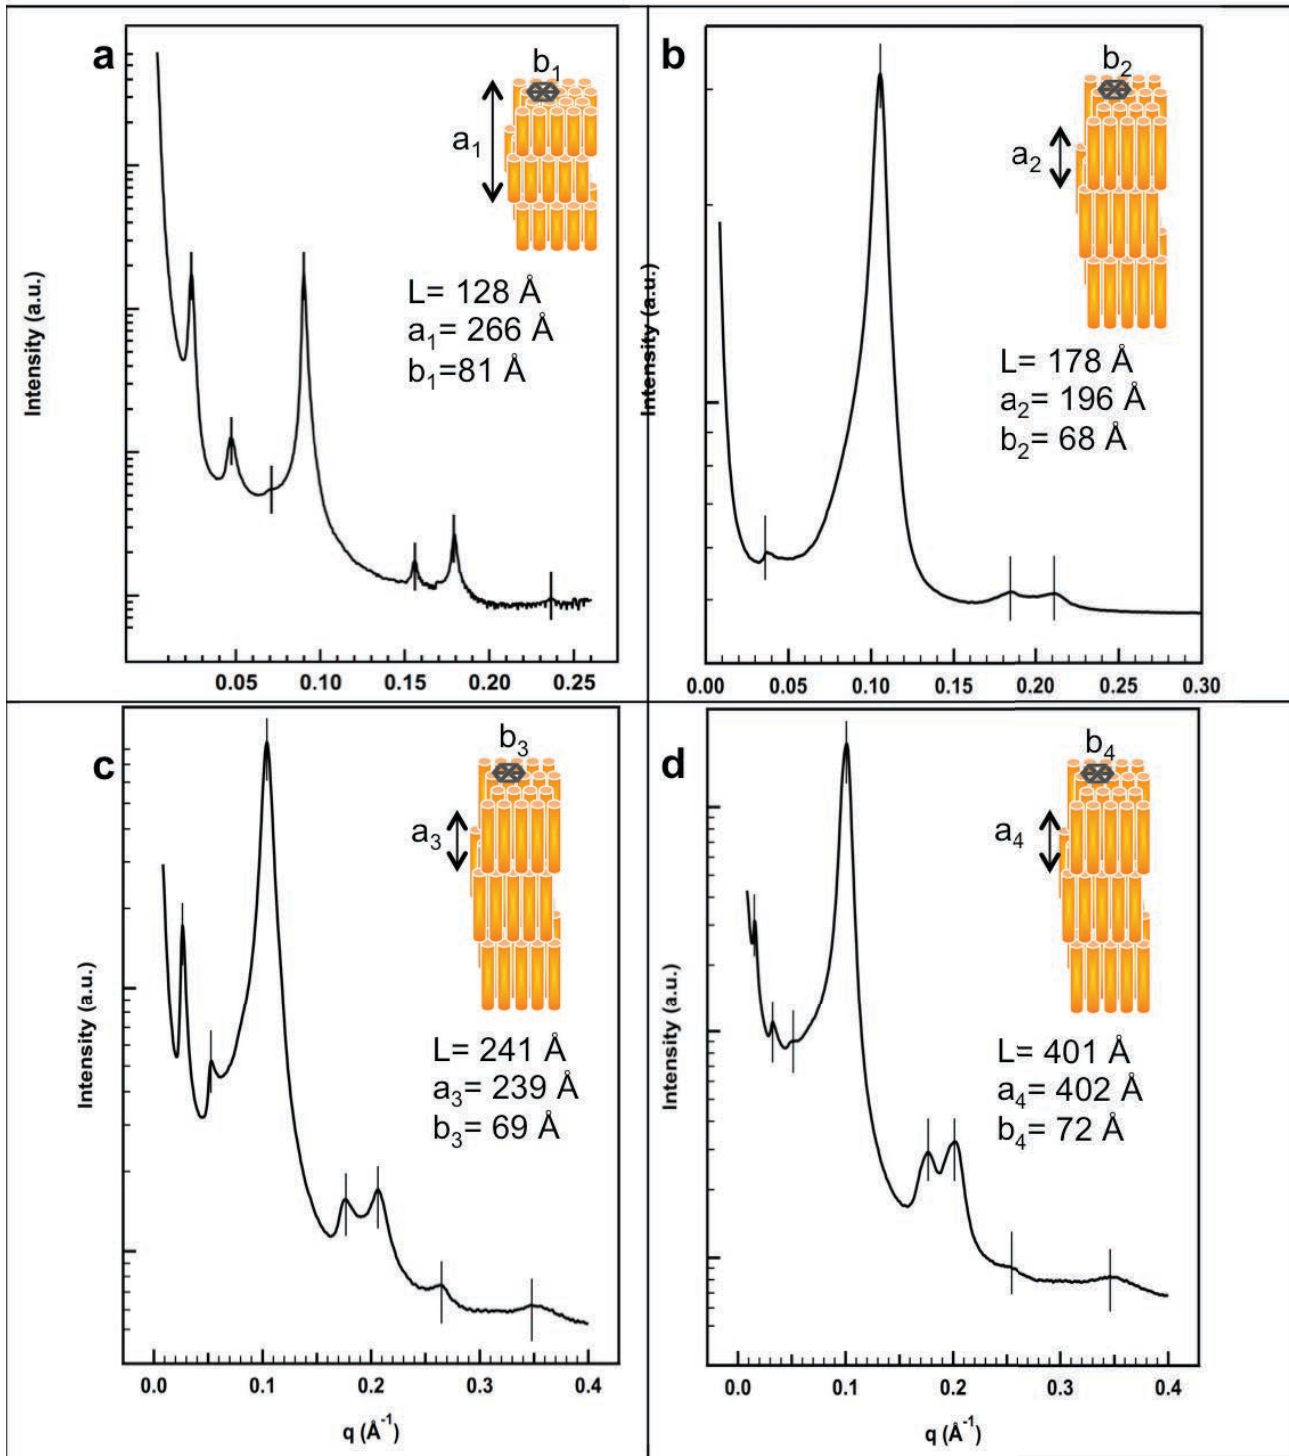 a
b₁
a₁
L= 128 Å
a₁= 266 Å
b₁=81 Å
Intensity (a.u.)
0.05 0.10 0.15 0.20 0.25
b
b₂
a₂
L= 178 Å
a₂= 196 Å
b₂= 68 Å
Intensity (a.u.)
0.00 0.05 0.10 0.15 0.20 0.25 0.30
c
b₃
a₃
L= 241 Å
a₃= 239 Å
b₃= 69 Å
Intensity (a.u.)
0.0 0.1 0.2 0.3 0.4
q (Å⁻¹)
d
b₄
a₄
L= 401 Å
a₄= 402 Å
b₄= 72 Å
Intensity (a.u.)
0.0 0.1 0.2 0.3 0.4
q (Å⁻¹)